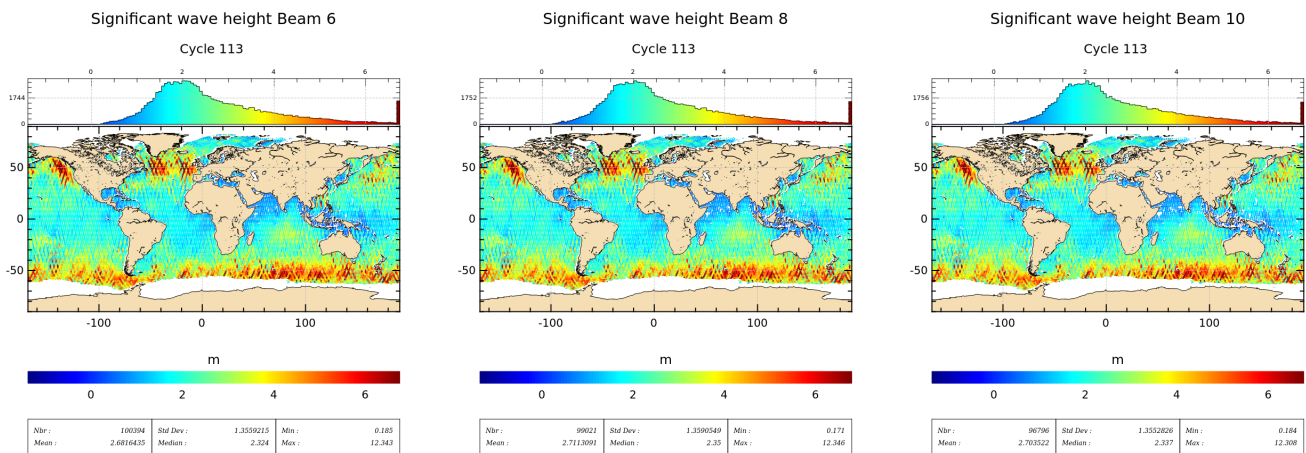 Significant wave height Beam 6
Cycle 113
0 2 4 6
1744
0
50
0
-50
-100 0 100
m
0 2 4 6
Nbr : 100394 Std Dev : 1.3559215 Min : 0.185
Mean : 2.6816435 Median : 2.324 Max : 12.343
Significant wave height Beam 8
Cycle 113
0 2 4 6
1752
0
50
0
-50
-100 0 100
m
0 2 4 6
Nbr : 99021 Std Dev : 1.3590549 Min : 0.171
Mean : 2.7113091 Median : 2.35 Max : 12.346
Significant wave height Beam 10
Cycle 113
0 2 4 6
1756
0
50
0
-50
-100 0 100
m
0 2 4 6
Nbr : 96796 Std Dev : 1.3552826 Min : 0.184
Mean : 2.703522 Median : 2.337 Max : 12.308